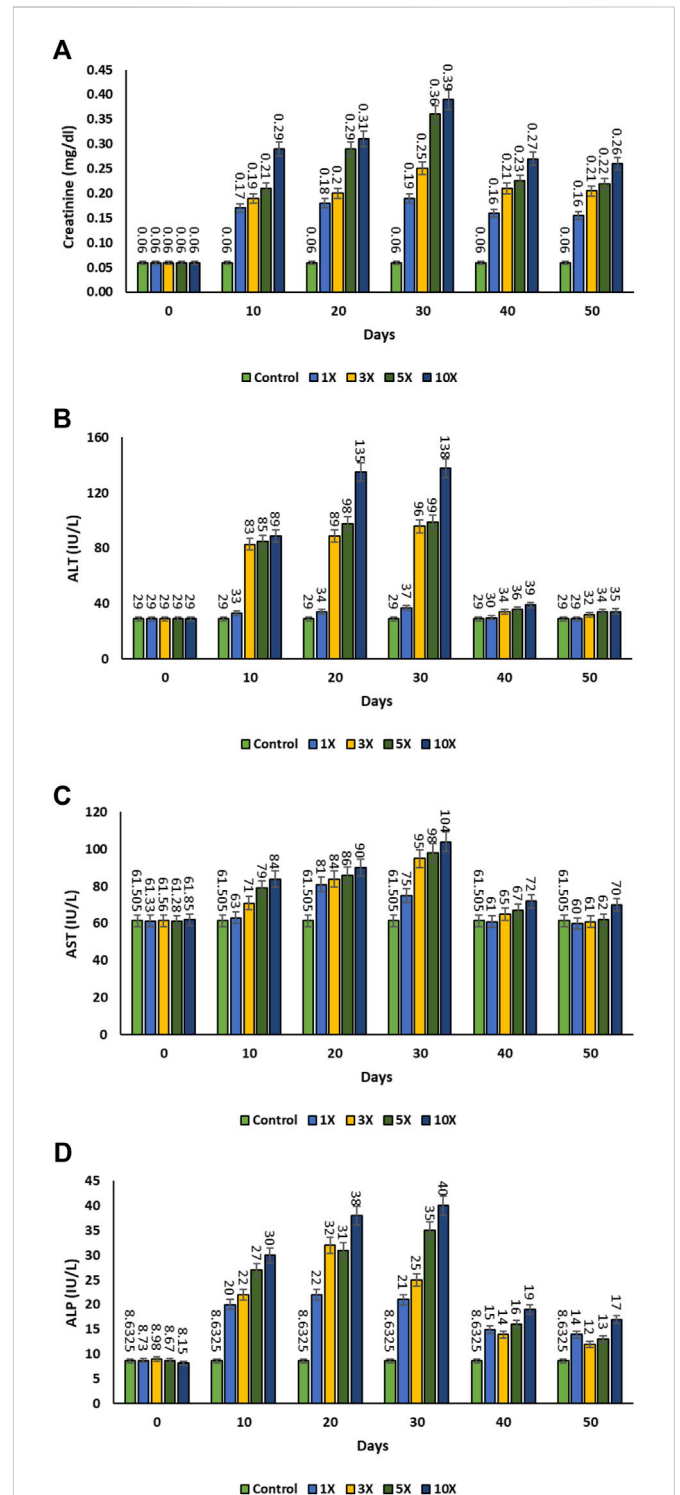 A
Creatinine (mg/dl)
0.45
0.40
0.35
0.30
0.25
0.20
0.15
0.10
0.05
0.00
0.06 0.06 0.06 0.06 0.06
0.06 0.17 0.19 0.21 0.29
0.06 0.18 0.2 0.29 0.31
0.06 0.19 0.25 0.36 0.39
0.06 0.16 0.21 0.23 0.27
0.06 0.16 0.21 0.22 0.26
0 10 20 30 40 50
Days
Control 1X 3X 5X 10X
B
ALT (IU/L)
160
120
80
40
0
29 29 29 29 29
29 33 83 85 89
29 34 89 98 135
29 37 96 99 138
29 30 34 36 39
29 29 32 34 35
0 10 20 30 40 50
Days
Control 1X 3X 5X 10X
C
AST (IU/L)
120
100
80
60
40
20
0
61.505 61.33 61.56 61.28 61.85
61.505 63 71 79 84
61.505 81 84 86 90
61.505 75 95 98 104
61.505 61 65 67 72
61.505 60 61 62 70
0 10 20 30 40 50
Days
Control 1X 3X 5X 10X
D
ALP (IU/L)
45
40
35
30
25
20
15
10
5
0
8.6325 8.73 8.98 8.67 8.15
8.6325 20 22 27 30
8.6325 22 32 31 38
8.6325 21 25 35 40
8.6325 15 14 16 19
8.6325 14 12 13 17
0 10 20 30 40 50
Days
Control 1X 3X 5X 10X